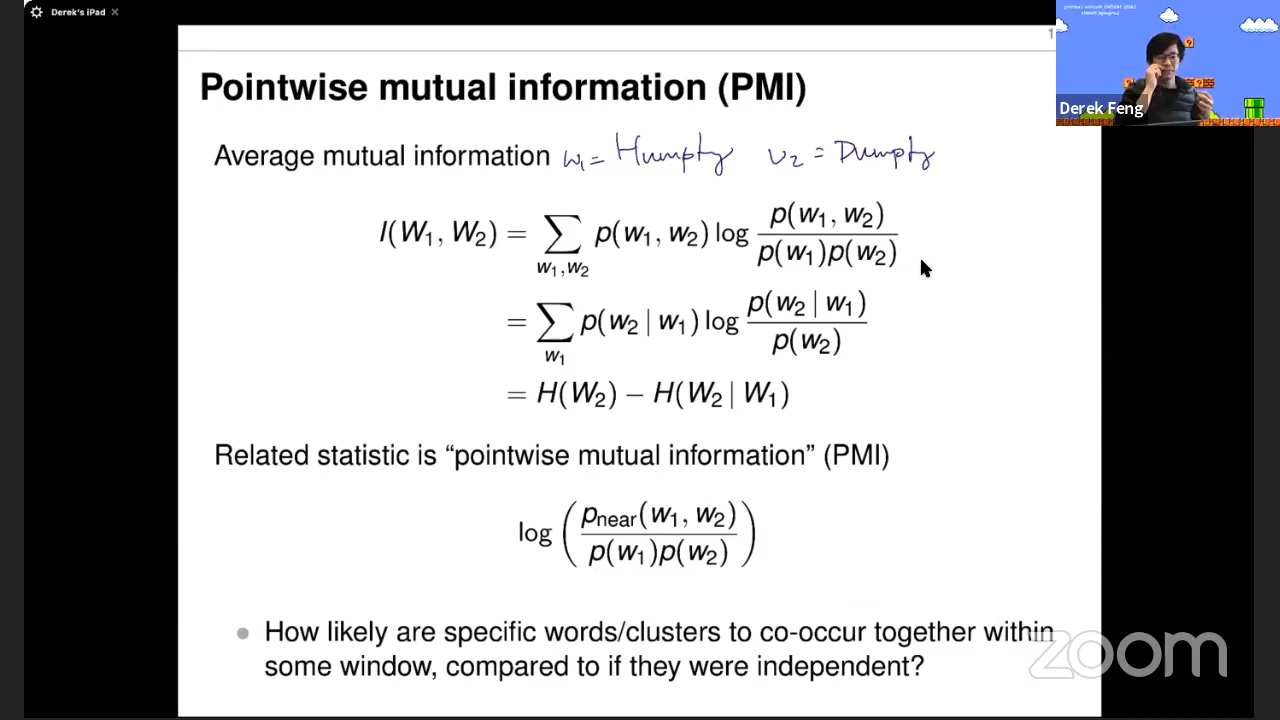 Derek's iPad
1
Pointwise mutual information (PMI)
Derek Feng
Average mutual information w₁ = Humpty w₂ = Dumpty
I(W₁, W₂) = ∑ p(w₁, w₂) log p(w₁, w₂) / p(w₁)p(w₂)
w₁,w₂
= ∑ p(w₂ | w₁) log p(w₂ | w₁) / p(w₂)
w₁
= H(W₂) − H(W₂ | W₁)
Related statistic is “pointwise mutual information” (PMI)
log ( pnear(w₁, w₂) / p(w₁)p(w₂) )
How likely are specific words/clusters to co-occur together within
some window, compared to if they were independent?
zoom